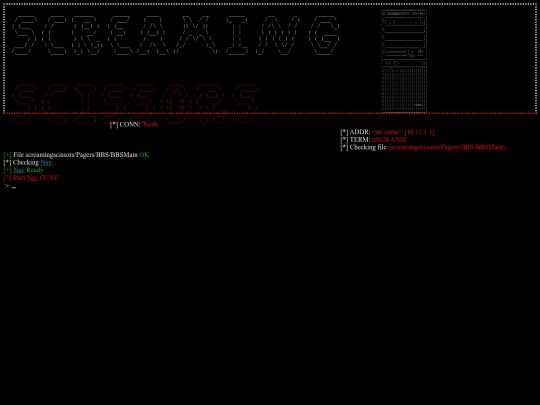 SCREAMING
SCISSORS
[*] CONN: Teeth
[*] ADDR: <no name> [10.11.1.1]
[*] TERM: 80x24 ANSI
[*] Checking file (screamingscissors/Pagers/BBS/BBSMain)...
[+] File screamingscissors/Pagers/BBS/BBSMain OK
[*] Checking Nav...
[+] Nav Ready
[?] Start Nav (Y/N)?
> _